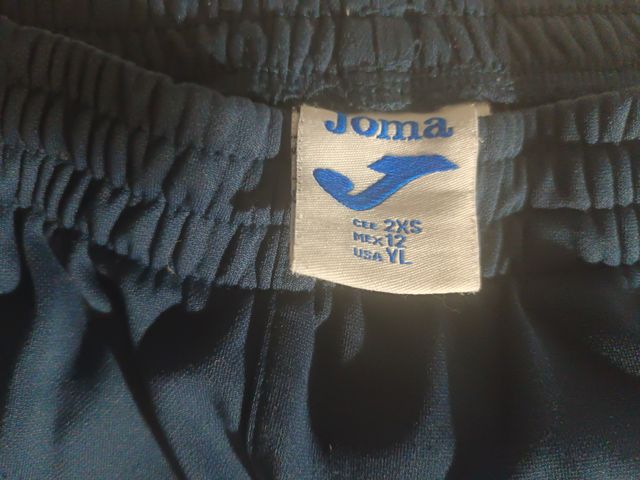 Joma
CEE 2XS
MEX 12
USA YL